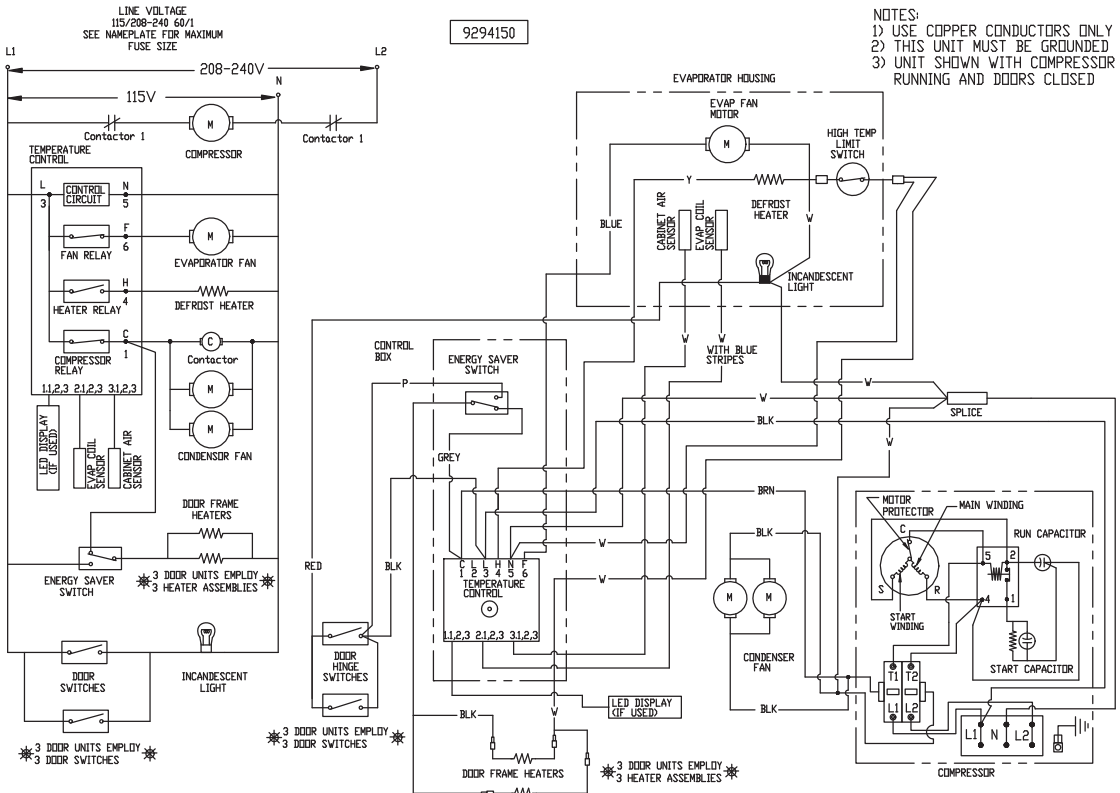 LINE VOLTAGE
115/208-240 60/1
SEE NAMEPLATE FOR MAXIMUM
FUSE SIZE
9294150
NOTES:
1) USE COPPER CONDUCTORS ONLY
2) THIS UNIT MUST BE GROUNDED
3) UNIT SHOWN WITH COMPRESSOR
RUNNING AND DOORS CLOSED
L1
L2
208-240V
N
115V
M
Contactor 1
Contactor 1
COMPRESSOR
TEMPERATURE
CONTROL
L
3
CONTROL
CIRCUIT
N
5
FAN RELAY
F
6
M
EVAPORATOR FAN
HEATER RELAY
H
4
DEFROST HEATER
COMPRESSOR
RELAY
C
1
C
Contactor
M
M
CONDENSOR FAN
1.1,2,3 2.1,2,3 3.1,2,3
LED DISPLAY
(IF USED)
EVAP COIL
SENSOR
CABINET AIR
SENSOR
DOOR FRAME
HEATERS
ENERGY SAVER
SWITCH
3 DOOR UNITS EMPLOY
3 HEATER ASSEMBLIES
DOOR
SWITCHES
INCANDESCENT
LIGHT
3 DOOR UNITS EMPLOY
3 DOOR SWITCHES
EVAPORATOR HOUSING
EVAP FAN
MOTOR
M
HIGH TEMP
LIMIT
SWITCH
Y
DEFROST
HEATER
W
BLUE
CABINET AIR
SENSOR
EVAP COIL
SENSOR
INCANDESCENT
LIGHT
W
W
WITH BLUE
STRIPES
CONTROL
BOX
ENERGY SAVER
SWITCH
P
GREY
W
W
SPLICE
BLK
W
BRN
RED
BLK
W
W
C L L H N F
1 2 3 4 5 6
TEMPERATURE
CONTROL
1.1,2,3 2.1,2,3 3.1,2,3
DOOR
HINGE
SWITCHES
3 DOOR UNITS EMPLOY
3 DOOR SWITCHES
LED DISPLAY
(IF USED)
BLK
W
DOOR FRAME HEATERS
3 DOOR UNITS EMPLOY
3 HEATER ASSEMBLIES
BLK
M
M
CONDENSER
FAN
BLK
MOTOR
PROTECTOR
MAIN WINDING
C
S
R
START
WINDING
RUN CAPACITOR
5
2
4
1
START CAPACITOR
T1
T2
L1
L2
L1 N L2
COMPRESSOR